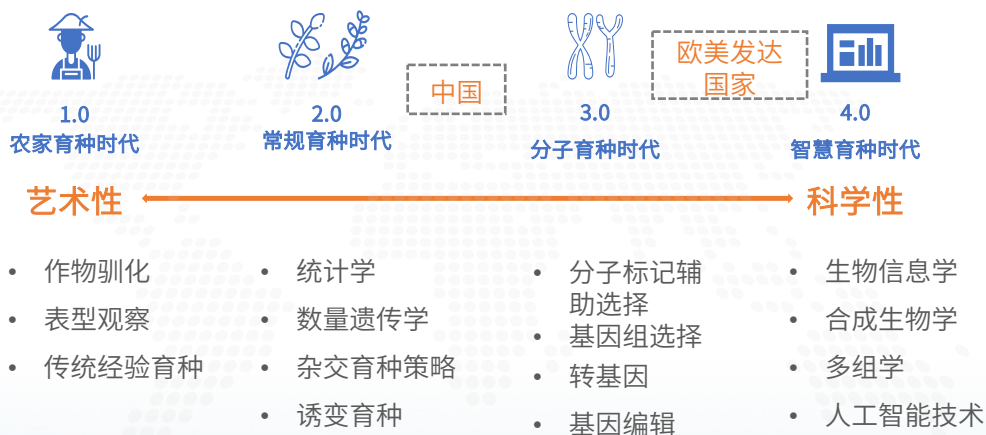 1.0
农家育种时代
2.0
常规育种时代
中国
3.0
分子育种时代
欧美发达
国家
4.0
智慧育种时代
艺术性
科学性
• 作物驯化
• 表型观察
• 传统经验育种
• 统计学
• 数量遗传学
• 杂交育种策略
• 诱变育种
• 分子标记辅
助选择
• 基因组选择
• 转基因
• 基因编辑
• 生物信息学
• 合成生物学
• 多组学
• 人工智能技术